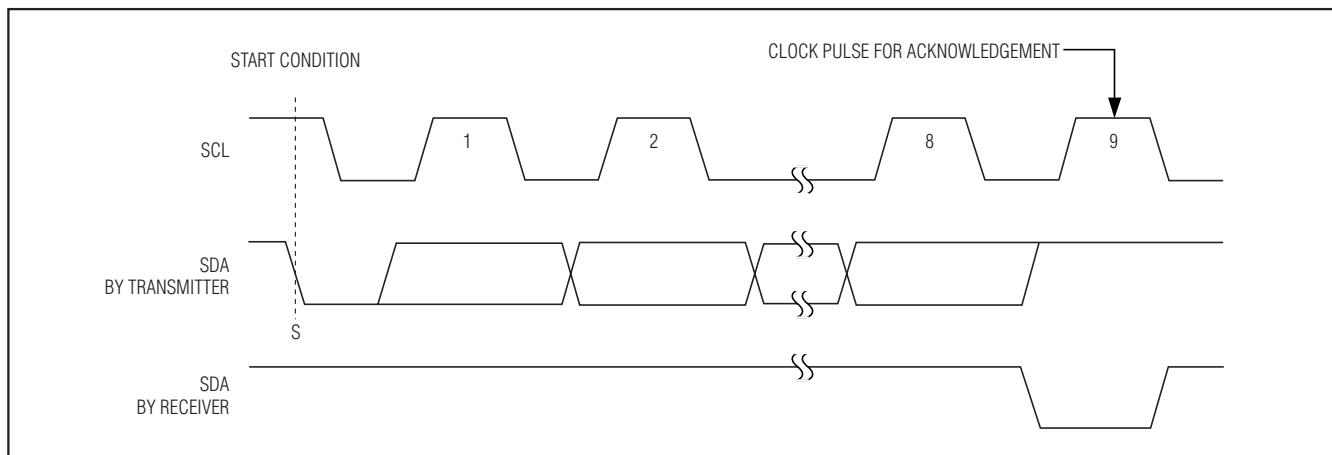 START CONDITION
CLOCK PULSE FOR ACKNOWLEDGEMENT
SCL
1
2
8
9
SDA
BY TRANSMITTER
S
SDA
BY RECEIVER